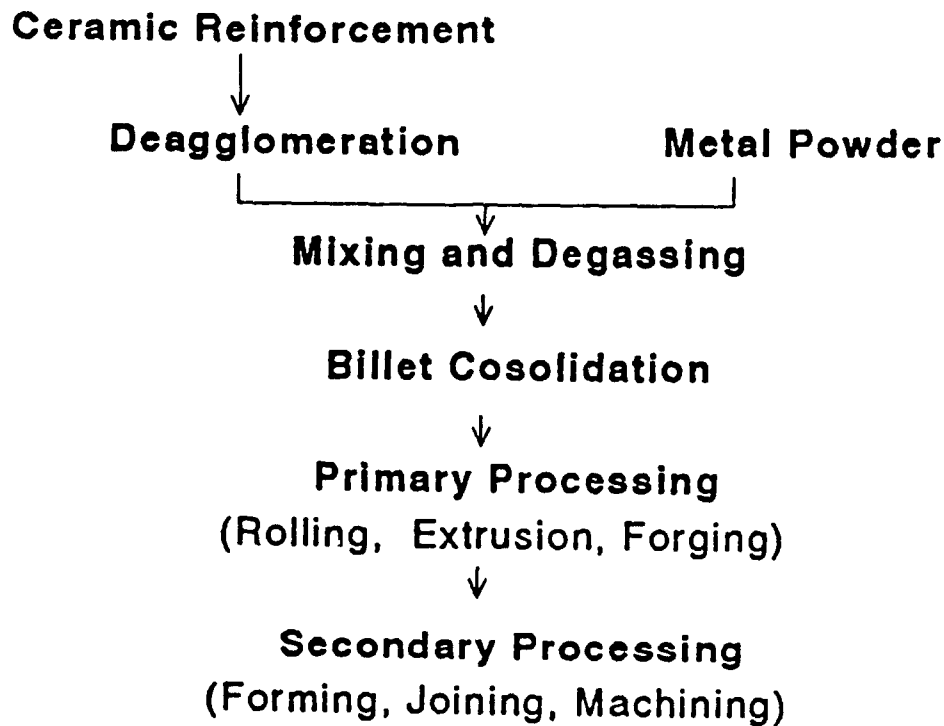 Ceramic Reinforcement
Deagglomeration Metal Powder
Mixing and Degassing
Billet Cosolidation
Primary Processing
(Rolling, Extrusion, Forging)
Secondary Processing
(Forming, Joining, Machining)